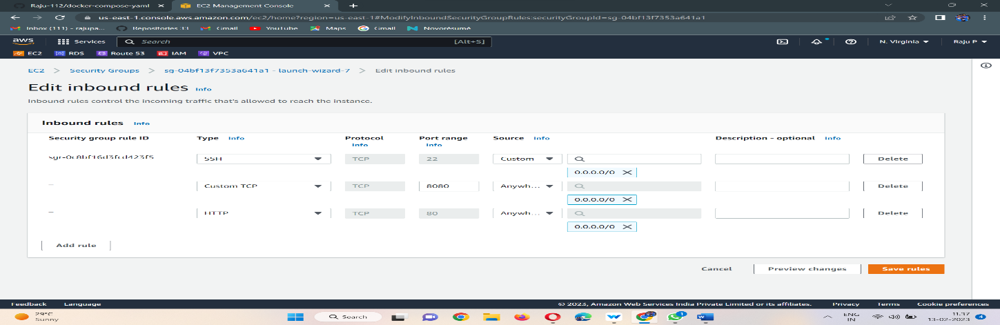 Raju-112/docker-compose-yaml
EC2 Management Console
us-east-1.console.aws.amazon.com/ec2/home?region=us-east-1#ModifyInboundSecurityGroupRules:securityGroupId=sg-04bf13f7353a641a1
Inbox (111) - rajupa... Repositories 33 Gmail YouTube Maps Gmail Novorésumé
aws Services Search [Alt+S] N. Virginia Raju P
EC2 RDS Route 53 IAM VPC
EC2 > Security Groups > sg-04bf13f7353a641a1 - launch-wizard-7 > Edit inbound rules
Edit inbound rules Info
Inbound rules control the incoming traffic that's allowed to reach the instance.
Inbound rules Info
Security group rule ID Type Info Protocol Info Port range Info Source Info Description - optional Info
sgr-0c8bf16d3fcd423f5 SSH TCP 22 Custom Delete
0.0.0.0/0
– Custom TCP TCP 8080 Anywh... Delete
0.0.0.0/0
– HTTP TCP 80 Anywh... Delete
0.0.0.0/0
Add rule
Cancel Preview changes Save rules
Feedback Language © 2023, Amazon Web Services India Private Limited or its affiliates. Privacy Terms Cookie preferences
29°C
Sunny
Search
1
ENG
IN
11:37
13-02-2023
4